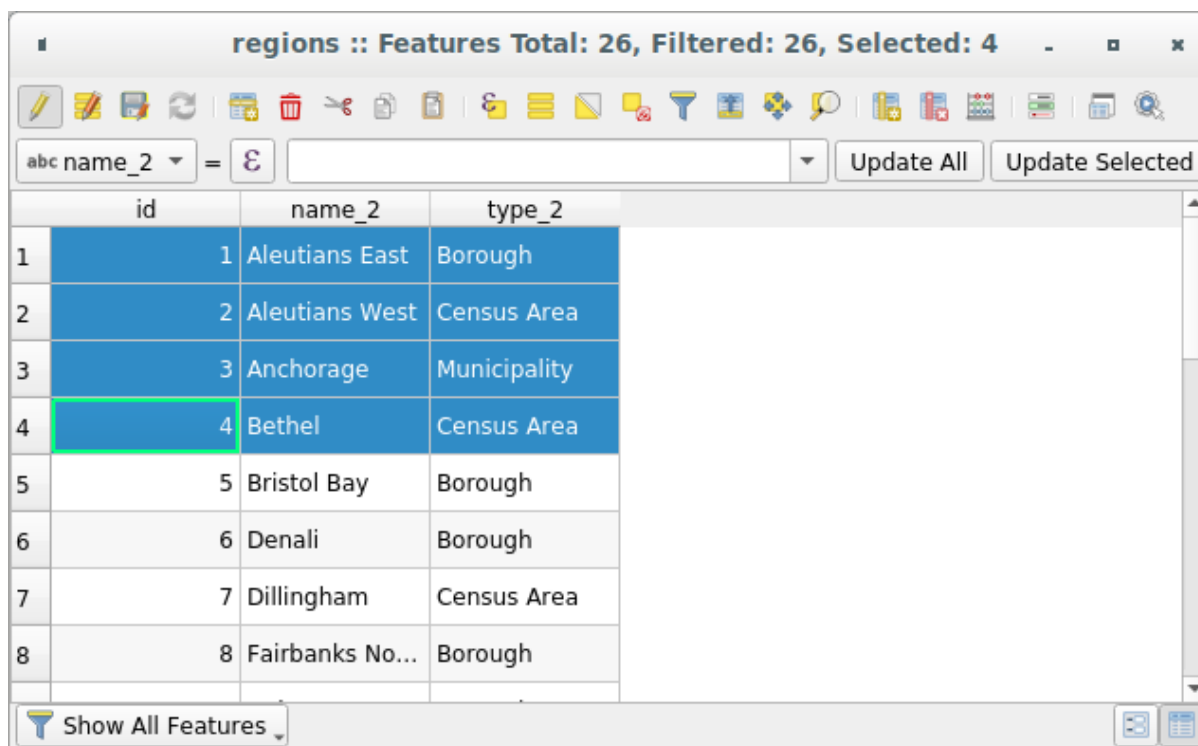 regions :: Features Total: 26, Filtered: 26, Selected: 4
abc name_2 = ε Update All Update Selected
id name_2 type_2
1 1 Aleutians East Borough
2 2 Aleutians West Census Area
3 3 Anchorage Municipality
4 4 Bethel Census Area
5 5 Bristol Bay Borough
6 6 Denali Borough
7 7 Dillingham Census Area
8 8 Fairbanks No... Borough
Show All Features